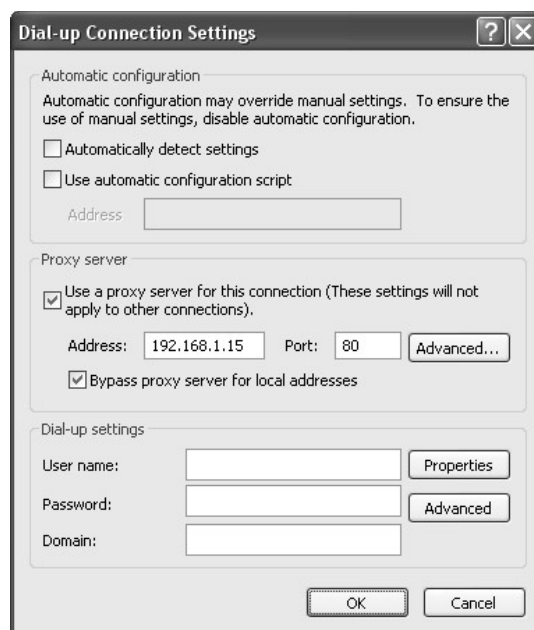 Dial-up Connection Settings
Automatic configuration
Automatic configuration may override manual settings. To ensure the
use of manual settings, disable automatic configuration.
Automatically detect settings
Use automatic configuration script
Address
Proxy server
Use a proxy server for this connection (These settings will not
apply to other connections).
Address: 192.168.1.15 Port: 80 Advanced...
Bypass proxy server for local addresses
Dial-up settings
User name: Properties
Password: Advanced
Domain:
OK Cancel